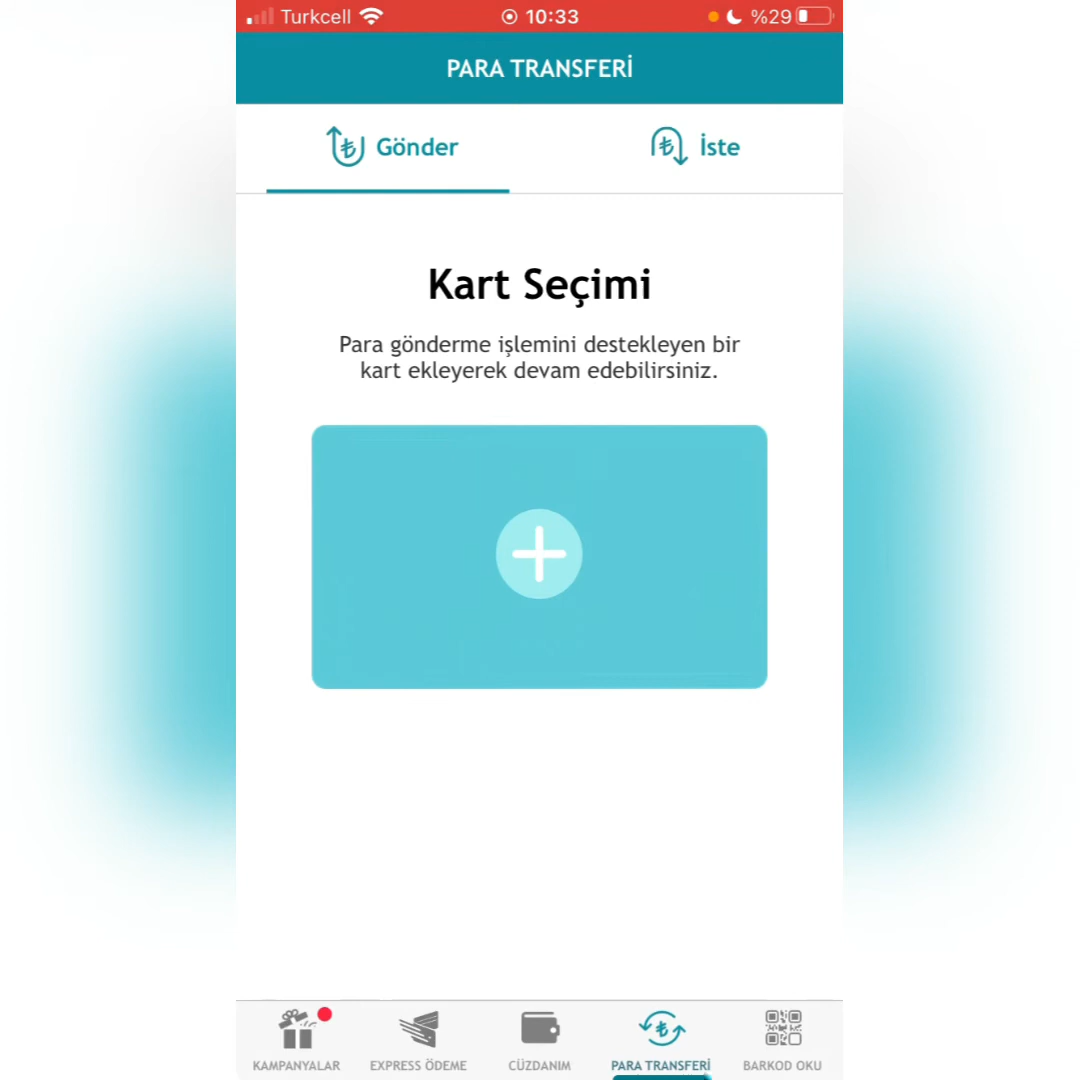 Turkcell 10:33 %29
PARA TRANSFERİ
Gönder İste
Kart Seçimi
Para gönderme işlemini destekleyen bir
kart ekleyerek devam edebilirsiniz.
KAMPANYALAR EXPRESS ÖDEME CÜZDANIM PARA TRANSFERİ BARKOD OKU